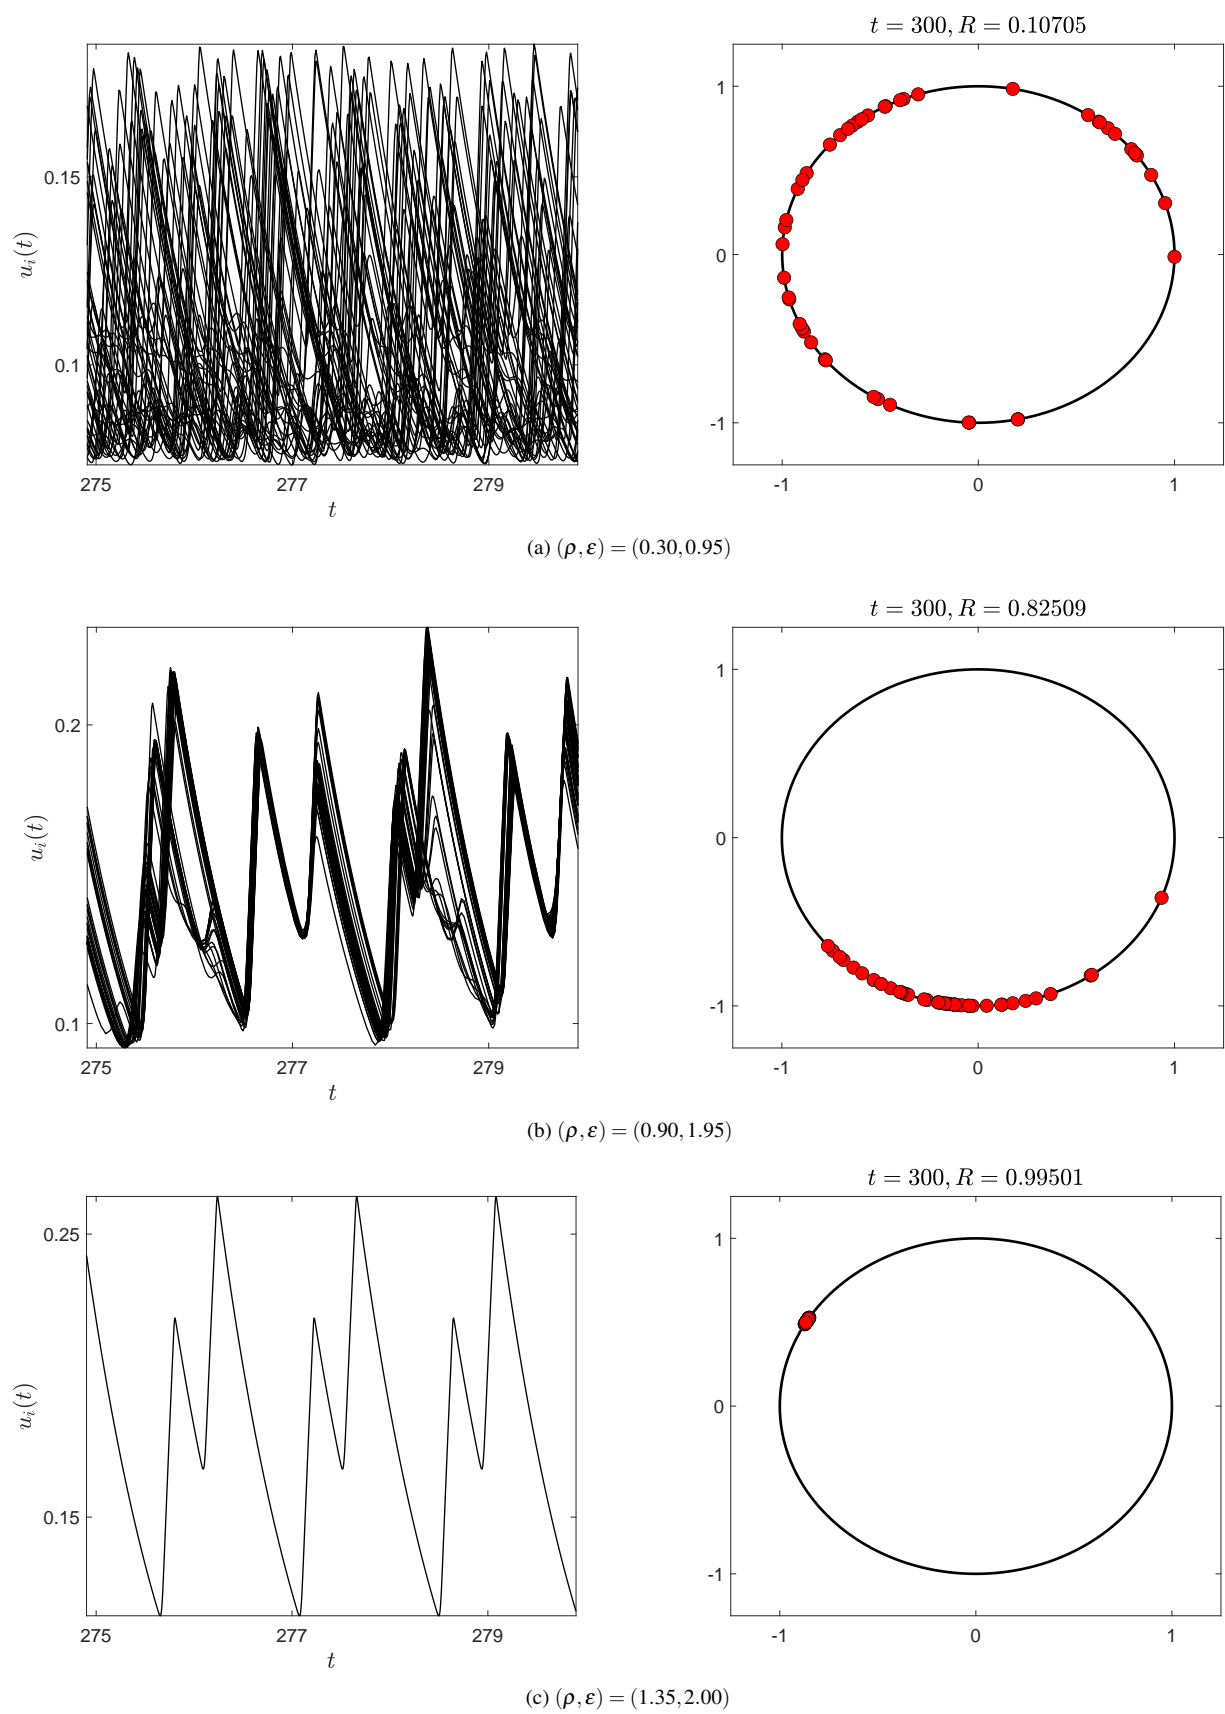 t = 300, R = 0.10705
0.15
0.1
u_i(t)
275 277 279
t
1
0
-1
-1 0 1
(a) (ρ, ε) = (0.30, 0.95)
t = 300, R = 0.82509
0.2
0.1
u_i(t)
275 277 279
t
1
0
-1
-1 0 1
(b) (ρ, ε) = (0.90, 1.95)
t = 300, R = 0.99501
0.25
0.15
u_i(t)
275 277 279
t
1
0
-1
-1 0 1
(c) (ρ, ε) = (1.35, 2.00)